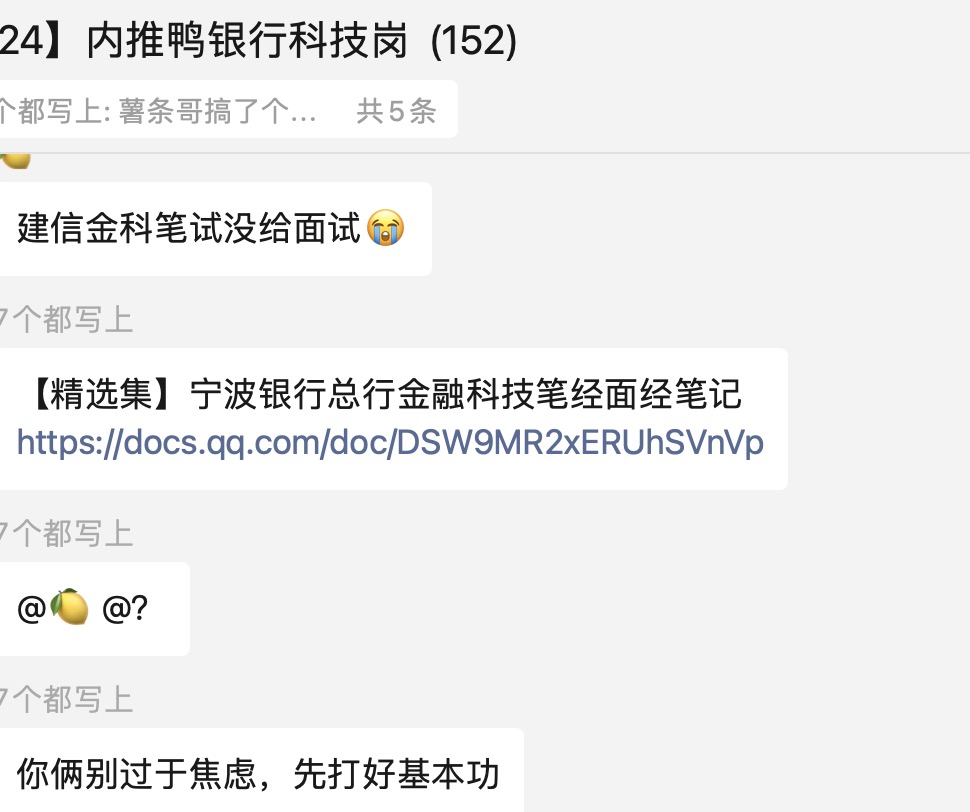 24】内推鸭银行科技岗 (152)
个都写上: 薯条哥搞了个... 共5条
建信金科笔试没给面试😭
7个都写上
【精选集】宁波银行总行金融科技笔经面经笔记
https://docs.qq.com/doc/DSW9MR2xERUhSVnVp
7个都写上
@🍋 @?
7个都写上
你俩别过于焦虑，先打好基本功